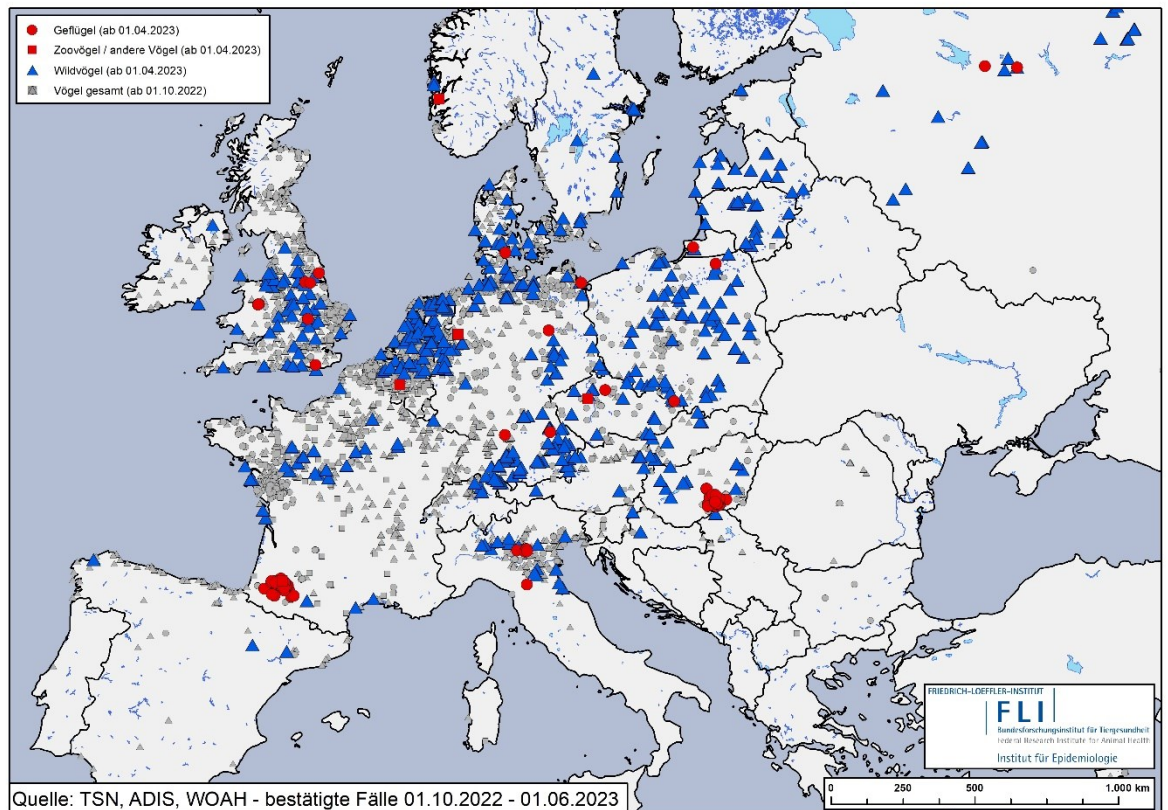 Geflügel (ab 01.04.2023)
Zoovögel / andere Vögel (ab 01.04.2023)
Wildvögel (ab 01.04.2023)
Vögel gesamt (ab 01.10.2022)
FRIEDRICH-LOEFFLER-INSTITUT
FLI
Bundesforschungsinstitut für Tiergesundheit
Federal Research Institute for Animal Health
Institut für Epidemiologie
0 250 500 1.000 km
Quelle: TSN, ADIS, WOAH - bestätigte Fälle 01.10.2022 - 01.06.2023